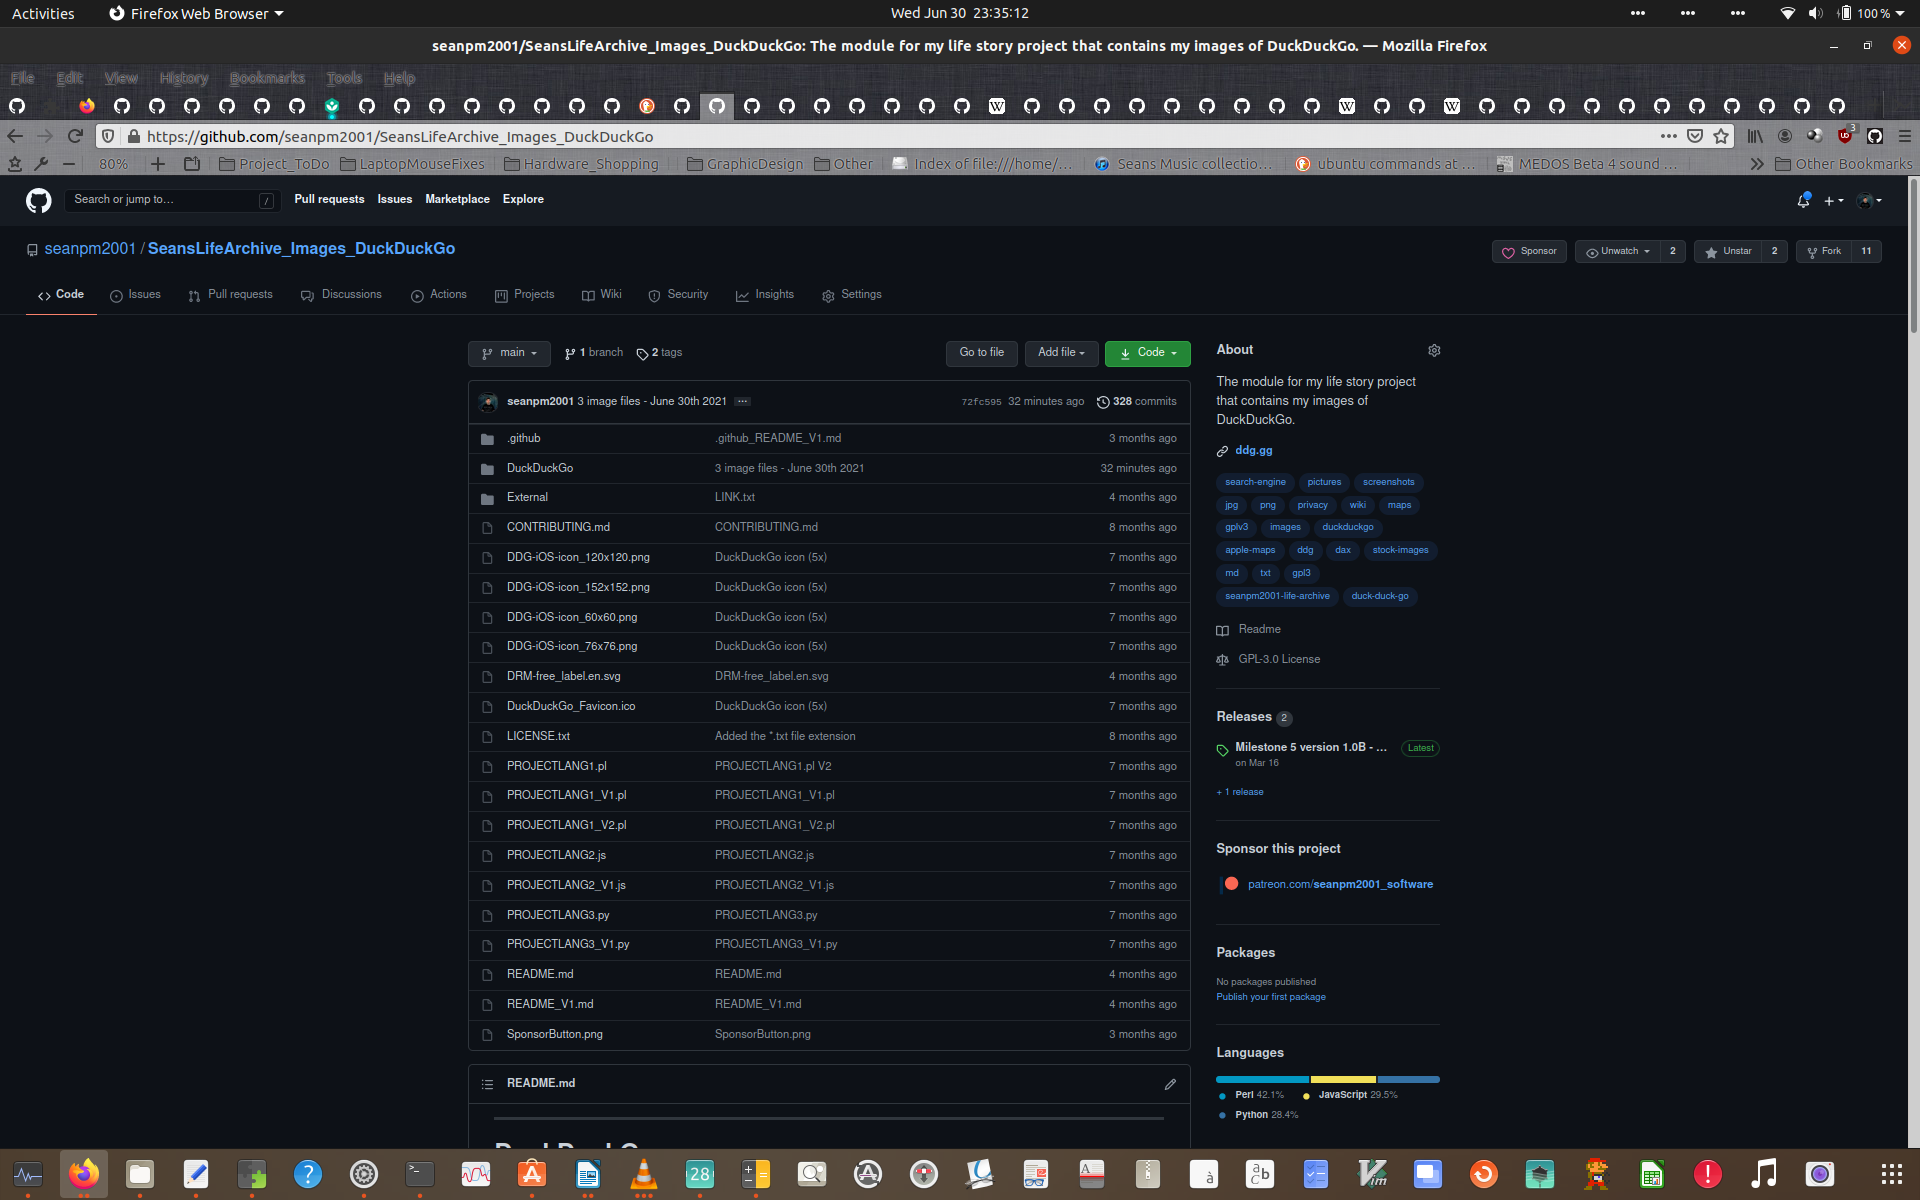 Activities Firefox Web Browser Wed Jun 30 23:35:12 100 %
seanpm2001/SeansLifeArchive_Images_DuckDuckGo: The module for my life story project that contains my images of DuckDuckGo. — Mozilla Firefox
File Edit View History Bookmarks Tools Help
https://github.com/seanpm2001/SeansLifeArchive_Images_DuckDuckGo 3
80% Project_ToDo LaptopMouseFixes Hardware_Shopping GraphicDesign Other Index of file:///home/... Seans Music collectio... ubuntu commands at ... MEDOS Beta 4 sound ... Other Bookmarks
Search or jump to... / Pull requests Issues Marketplace Explore
seanpm2001 / SeansLifeArchive_Images_DuckDuckGo Sponsor Unwatch 2 Unstar 2 Fork 11
Code Issues Pull requests Discussions Actions Projects Wiki Security Insights Settings
main 1 branch 2 tags Go to file Add file Code
seanpm2001 3 image files - June 30th 2021 ... 72fc595 32 minutes ago 328 commits
.github .github_README_V1.md 3 months ago
DuckDuckGo 3 image files - June 30th 2021 32 minutes ago
External LINK.txt 4 months ago
CONTRIBUTING.md CONTRIBUTING.md 8 months ago
DDG-iOS-icon_120x120.png DuckDuckGo icon (5x) 7 months ago
DDG-iOS-icon_152x152.png DuckDuckGo icon (5x) 7 months ago
DDG-iOS-icon_60x60.png DuckDuckGo icon (5x) 7 months ago
DDG-iOS-icon_76x76.png DuckDuckGo icon (5x) 7 months ago
DRM-free_label.en.svg DRM-free_label.en.svg 4 months ago
DuckDuckGo_Favicon.ico DuckDuckGo icon (5x) 7 months ago
LICENSE.txt Added the *.txt file extension 8 months ago
PROJECTLANG1.pl PROJECTLANG1.pl V2 7 months ago
PROJECTLANG1_V1.pl PROJECTLANG1_V1.pl 7 months ago
PROJECTLANG1_V2.pl PROJECTLANG1_V2.pl 7 months ago
PROJECTLANG2.js PROJECTLANG2.js 7 months ago
PROJECTLANG2_V1.js PROJECTLANG2_V1.js 7 months ago
PROJECTLANG3.py PROJECTLANG3.py 7 months ago
PROJECTLANG3_V1.py PROJECTLANG3_V1.py 7 months ago
README.md README.md 4 months ago
README_V1.md README_V1.md 4 months ago
SponsorButton.png SponsorButton.png 3 months ago
README.md
About
The module for my life story project
that contains my images of
DuckDuckGo.
ddg.gg
search-engine pictures screenshots
jpg png privacy wiki maps
gplv3 images duckduckgo
apple-maps ddg dax stock-images
md txt gpl3
seanpm2001-life-archive duck-duck-go
Readme
GPL-3.0 License
Releases 2
Milestone 5 version 1.0B - ... Latest
on Mar 16
+ 1 release
Sponsor this project
patreon.com/seanpm2001_software
Packages
No packages published
Publish your first package
Languages
Perl 42.1% JavaScript 29.5%
Python 28.4%
28